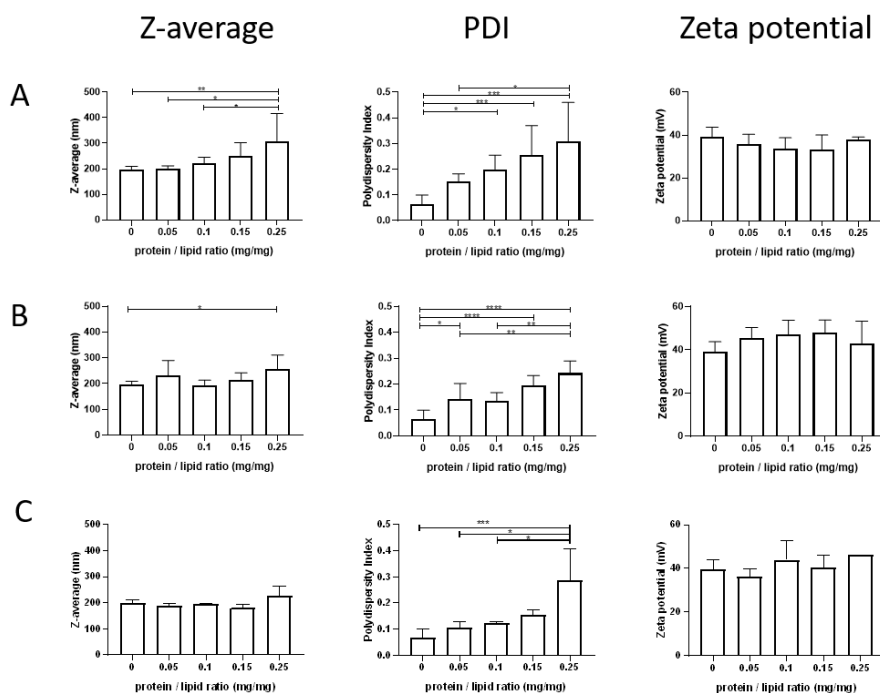 Z-average PDI Zeta potential
A
Z-average (nm)
500
400
300
200
100
0
**
*
*
0 0.05 0.1 0.15 0.25
protein / lipid ratio (mg/mg)
Polydispersity Index
0.5
0.4
0.3
0.2
0.1
0.0
*
***
***
*
0 0.05 0.1 0.15 0.25
protein / lipid ratio (mg/mg)
Zeta potential (mV)
60
40
20
0
0 0.05 0.1 0.15 0.25
protein / lipid ratio (mg/mg)
B
Z-average (nm)
500
400
300
200
100
0
*
0 0.05 0.1 0.15 0.25
protein / lipid ratio (mg/mg)
Polydispersity Index
0.5
0.4
0.3
0.2
0.1
0.0
****
****
* **
**
0 0.05 0.1 0.15 0.25
protein / lipid ratio (mg/mg)
Zeta potential (mV)
60
40
20
0
0 0.05 0.1 0.15 0.25
protein / lipid ratio (mg/mg)
C
Z-average (nm)
500
400
300
200
100
0
0 0.05 0.1 0.15 0.25
protein / lipid ratio (mg/mg)
Polydispersity Index
0.5
0.4
0.3
0.2
0.1
0.0
***
*
*
0 0.05 0.1 0.15 0.25
protein / lipid ratio (mg/mg)
Zeta potential (mV)
60
40
20
0
0 0.05 0.1 0.15 0.25
protein / lipid ratio (mg/mg)